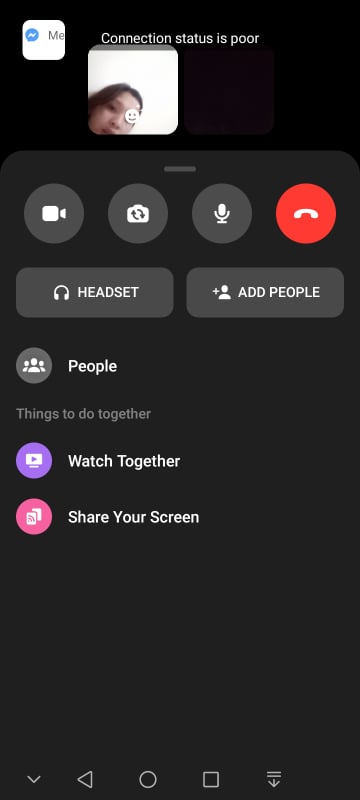 Me
Connection status is poor
HEADSET
ADD PEOPLE
People
Things to do together
Watch Together
Share Your Screen